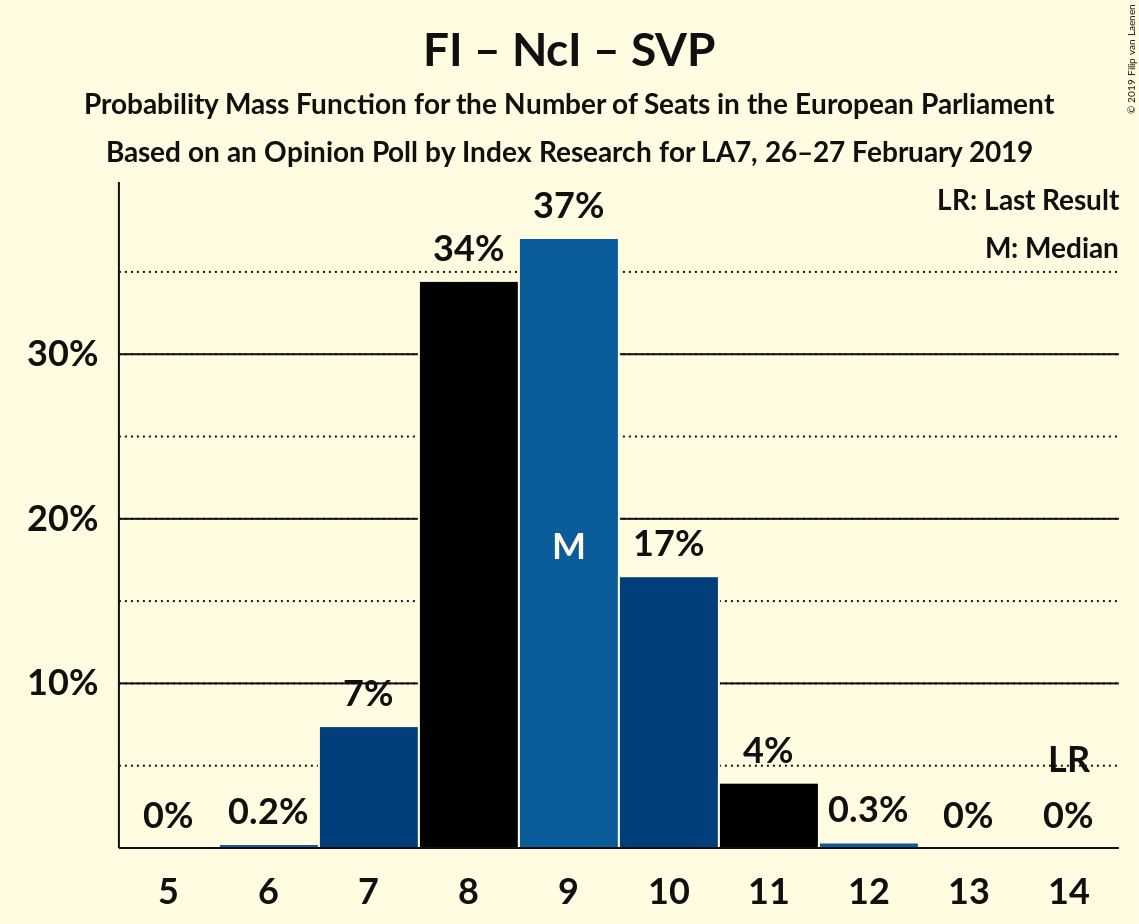 FI – NcI – SVP
Probability Mass Function for the Number of Seats in the European Parliament
Based on an Opinion Poll by Index Research for LA7, 26–27 February 2019
© 2019 Filip van Laenen
LR: Last Result
M: Median
37%
34%
30%
M
20%
17%
10%
7%
4%
LR
0%
0.2%
0.3%
0%
0%
5 6 7 8 9 10 11 12 13 14